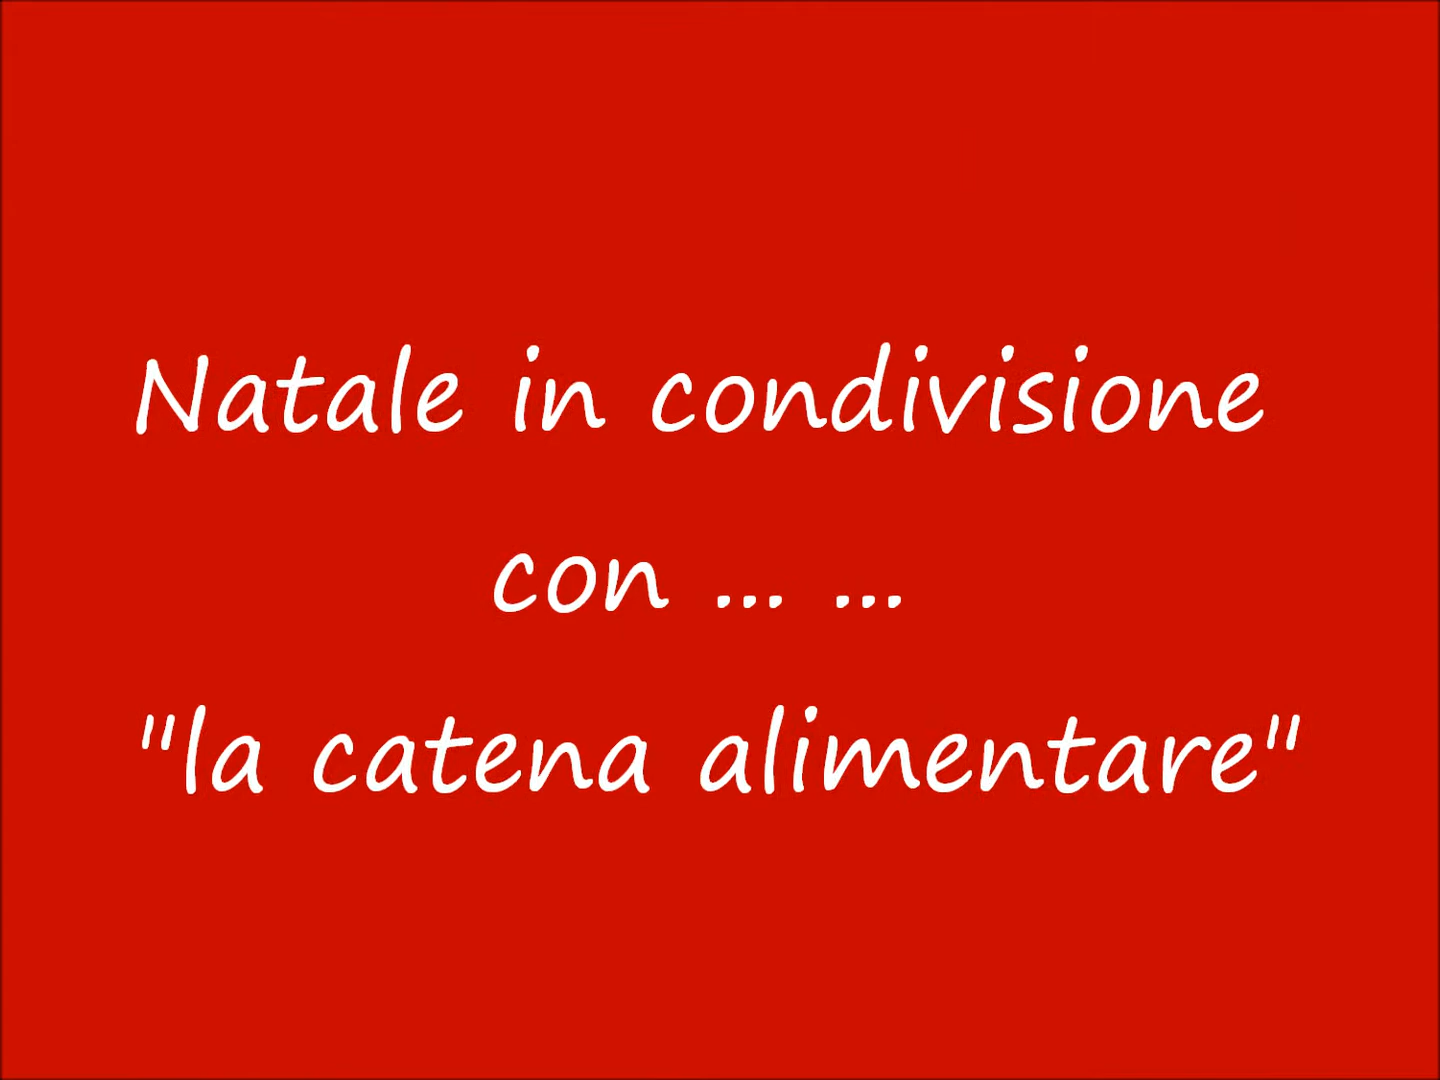 Natale in condivisione
con ... ...
"la catena alimentare"